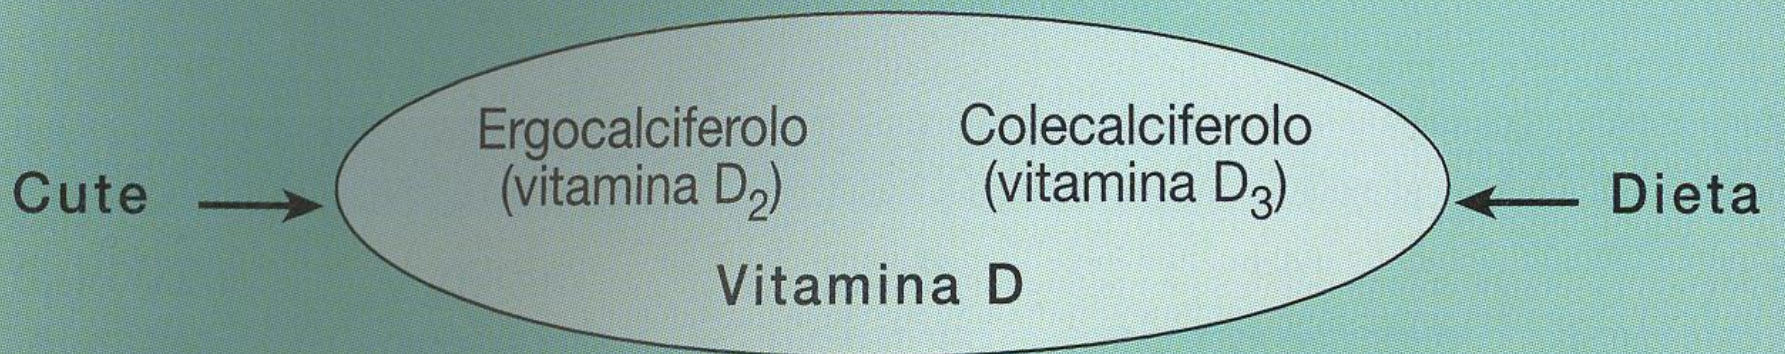 Ergocalciferolo Colecalciferolo
(vitamina D₂) (vitamina D₃)
Cute Dieta
Vitamina D